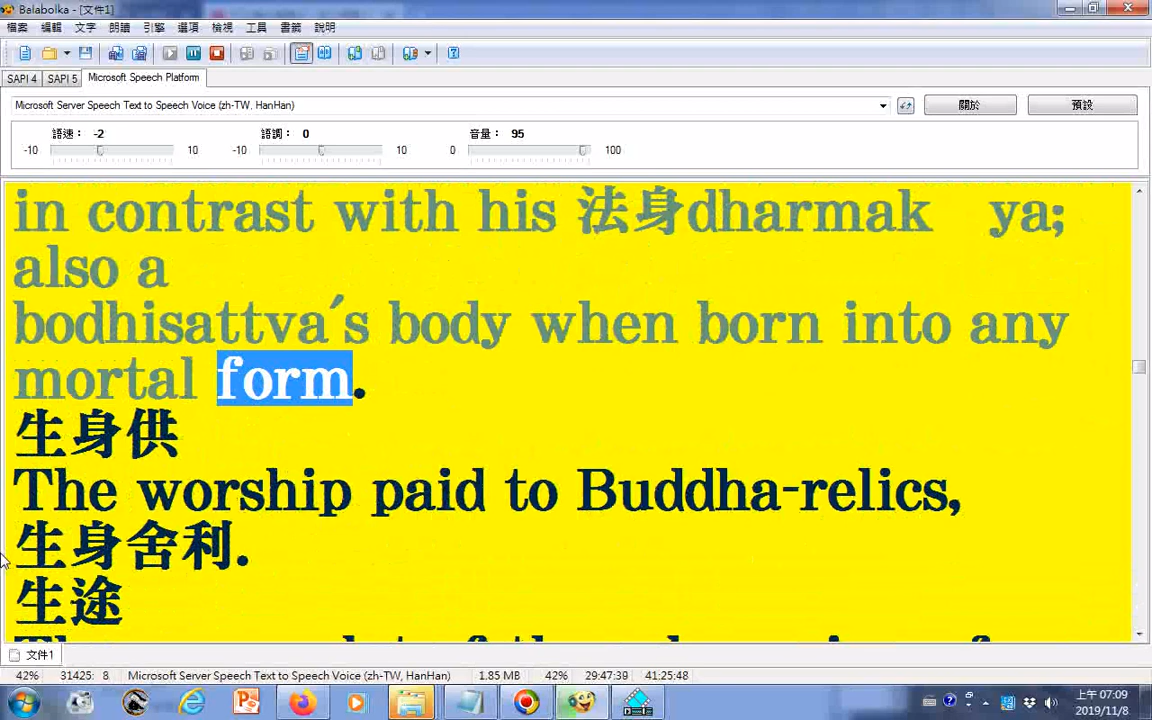 Balabolka - [文件1]
檔案 編輯 文字 朗讀 引擎 選項 檢視 工具 書籤 說明
SAPI 4 SAPI 5 Microsoft Speech Platform
Microsoft Server Speech Text to Speech Voice (zh-TW, HanHan) 關於 預設
語速： -2 語調： 0 音量： 95
-10 10 -10 10 0 100
in contrast with his 法身dharmak ya;
also a
bodhisattva's body when born into any
mortal form.
生身供
The worship paid to Buddha-relics,
生身舍利.
生途
文件1
42% 31425: 8 Microsoft Server Speech Text to Speech Voice (zh-TW, HanHan) 1.85 MB 42% 29:47:39 41:25:48
上午 07:09
2019/11/8